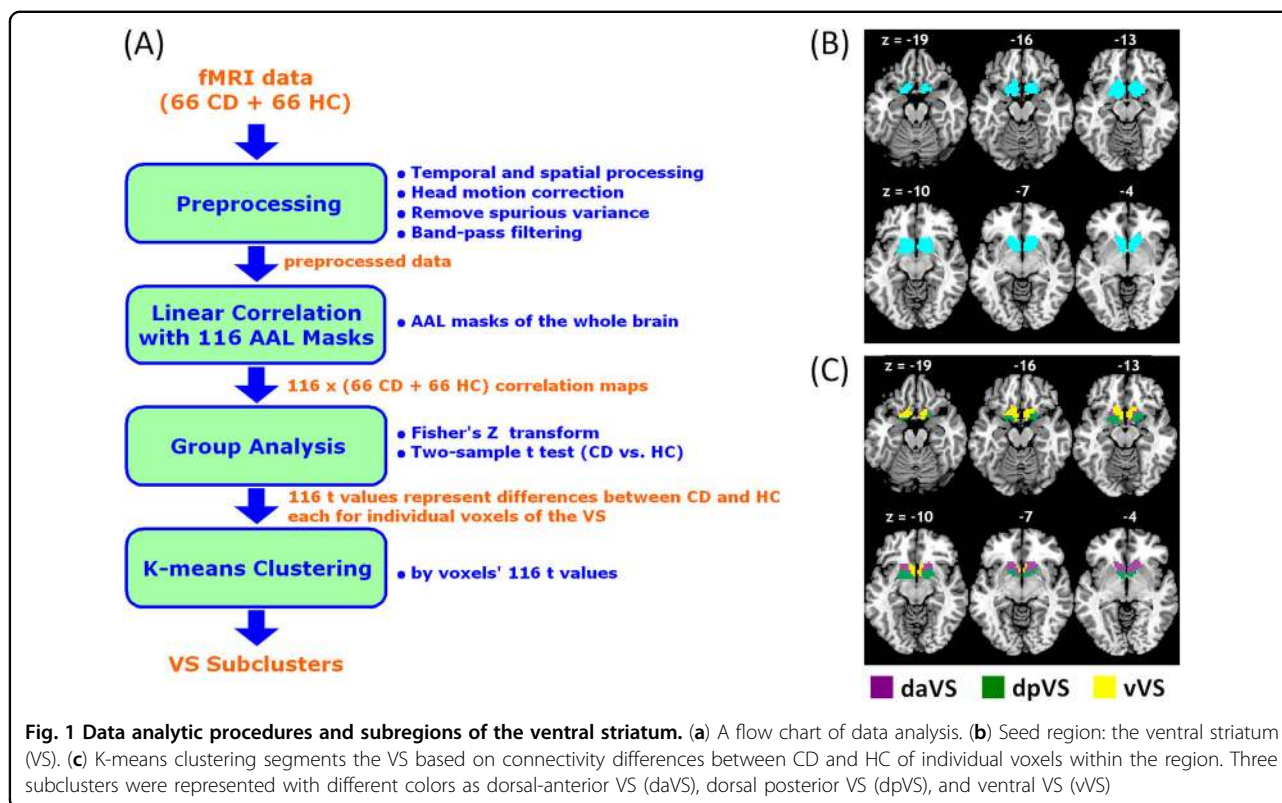 (A)
fMRI data
(66 CD + 66 HC)
Preprocessing
• Temporal and spatial processing
• Head motion correction
• Remove spurious variance
• Band-pass filtering
preprocessed data
Linear Correlation
with 116 AAL Masks
• AAL masks of the whole brain
116 x (66 CD + 66 HC) correlation maps
Group Analysis
• Fisher's Z transform
• Two-sample t test (CD vs. HC)
116 t values represent differences between CD and HC
each for individual voxels of the VS
K-means Clustering
• by voxels' 116 t values
VS Subclusters
(B)
z = -19 -16 -13
-10 -7 -4
(C)
z = -19 -16 -13
z = -10 -7 -4
daVS dpVS vVS
Fig. 1 Data analytic procedures and subregions of the ventral striatum. (a) A flow chart of data analysis. (b) Seed region: the ventral striatum
(VS). (c) K-means clustering segments the VS based on connectivity differences between CD and HC of individual voxels within the region. Three
subclusters were represented with different colors as dorsal-anterior VS (daVS), dorsal posterior VS (dpVS), and ventral VS (vVS)